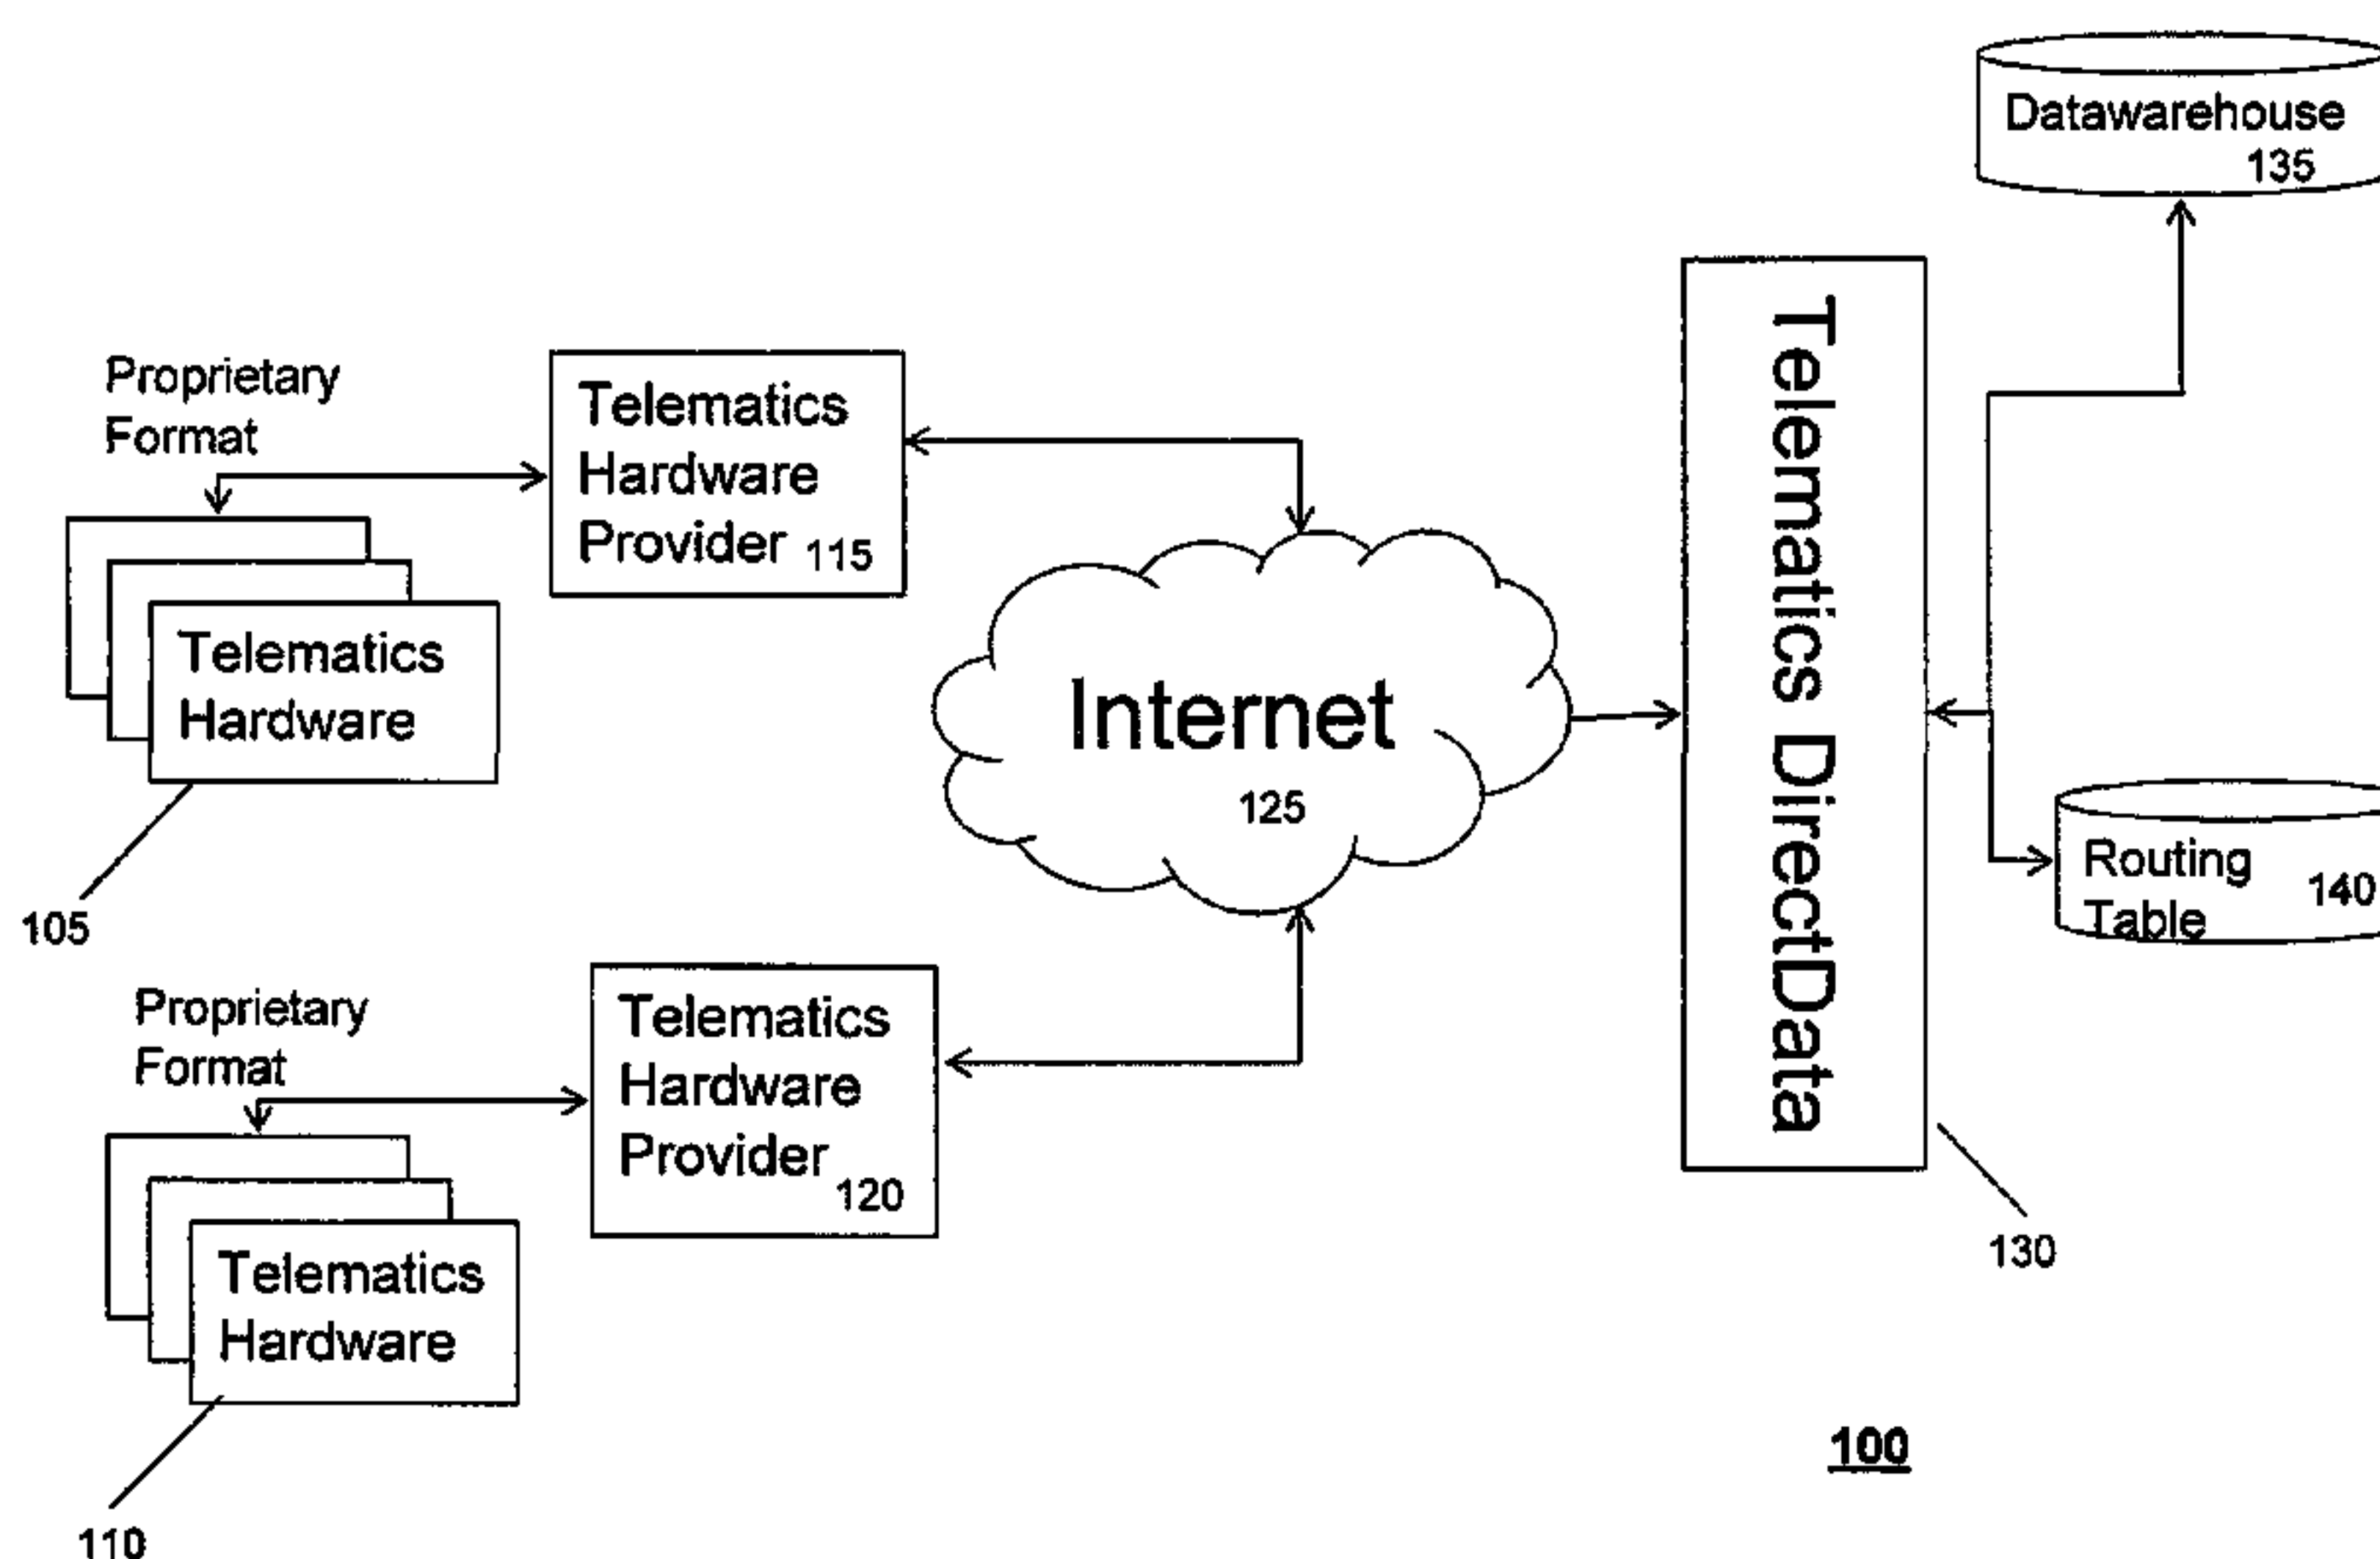 Datawarehouse
135
Proprietary
Format
Telematics
Hardware
Provider 115
Telematics
Hardware
105
Internet
125
Telematics DirectData
130
Routing
Table
140
Proprietary
Format
Telematics
Hardware
Provider 120
Telematics
Hardware
110
100